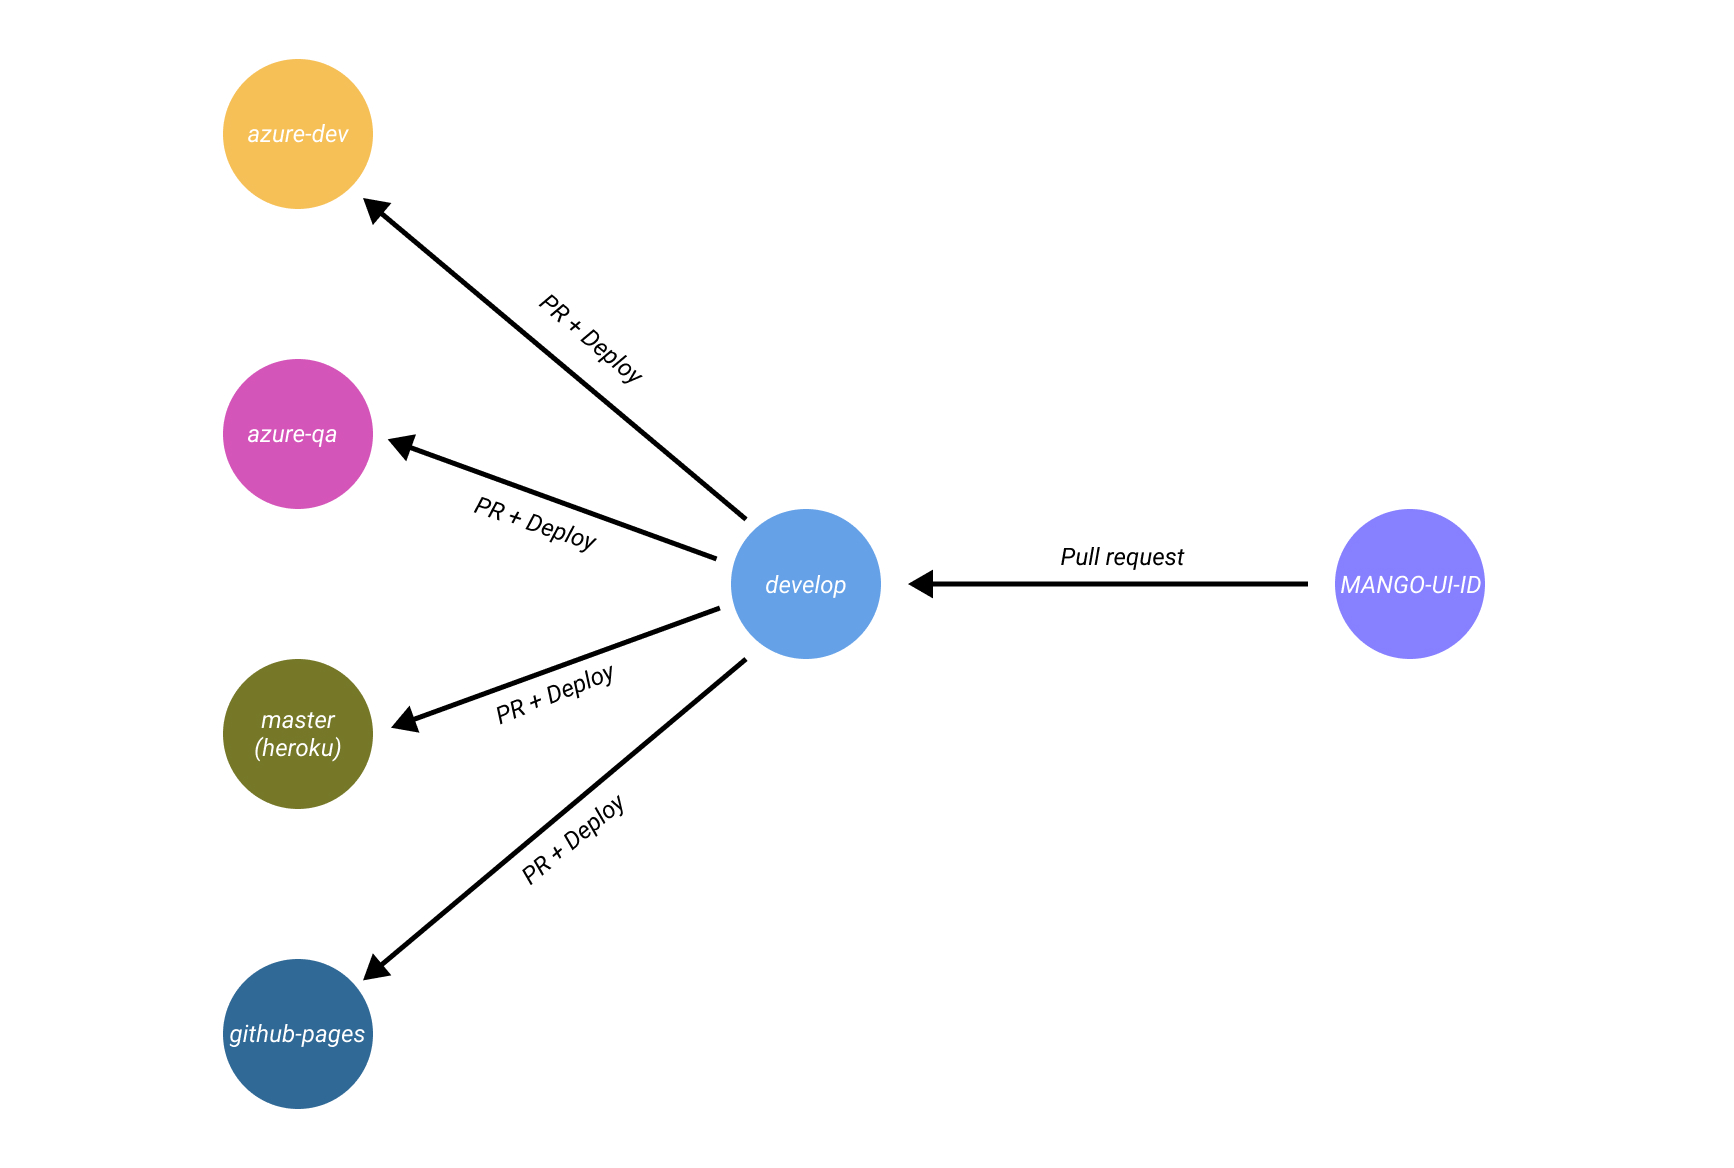 azure-dev
PR + Deploy
azure-qa
PR + Deploy
Pull request
develop
MANGO-UI-ID
PR + Deploy
master
(heroku)
PR + Deploy
github-pages